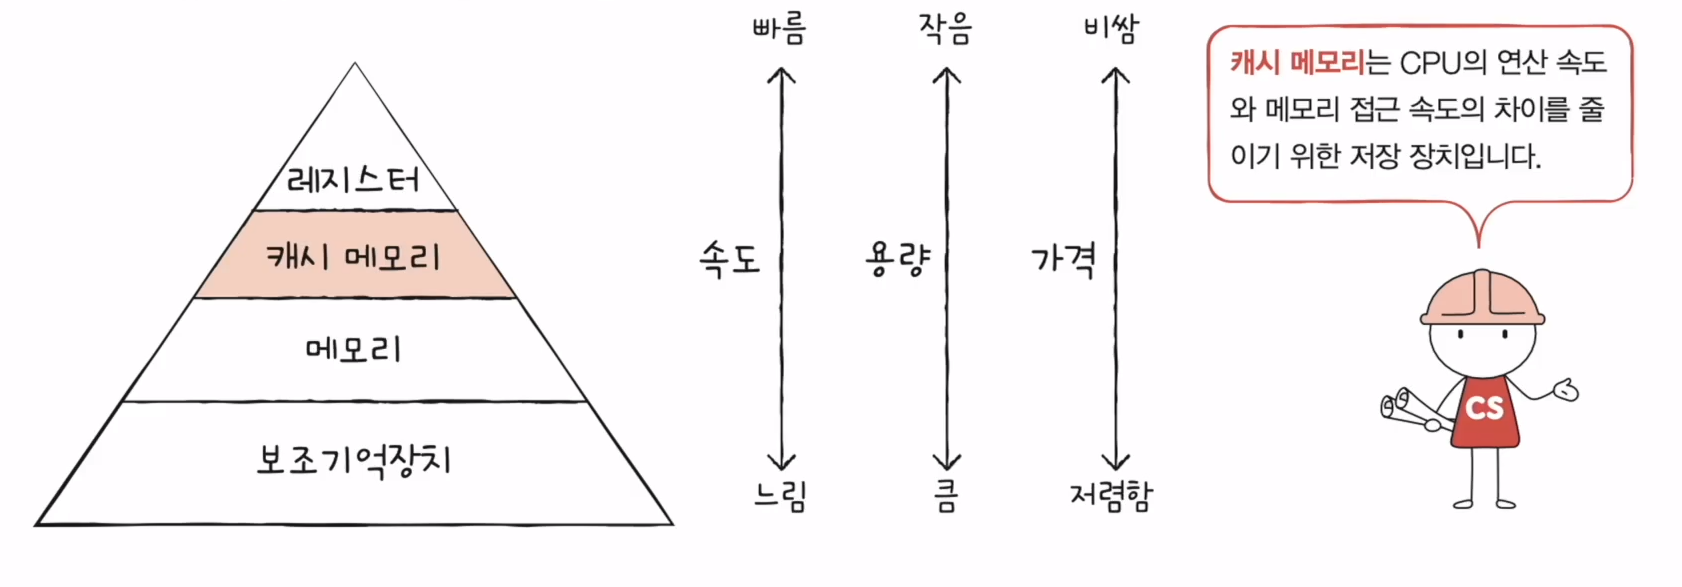 레지스터
캐시 메모리
메모리
보조기억장치
빠름
속도
느림
작음
용량
큼
비쌈
가격
저렴함
캐시 메모리는 CPU의 연산 속도
와 메모리 접근 속도의 차이를 줄
이기 위한 저장 장치입니다.
CS